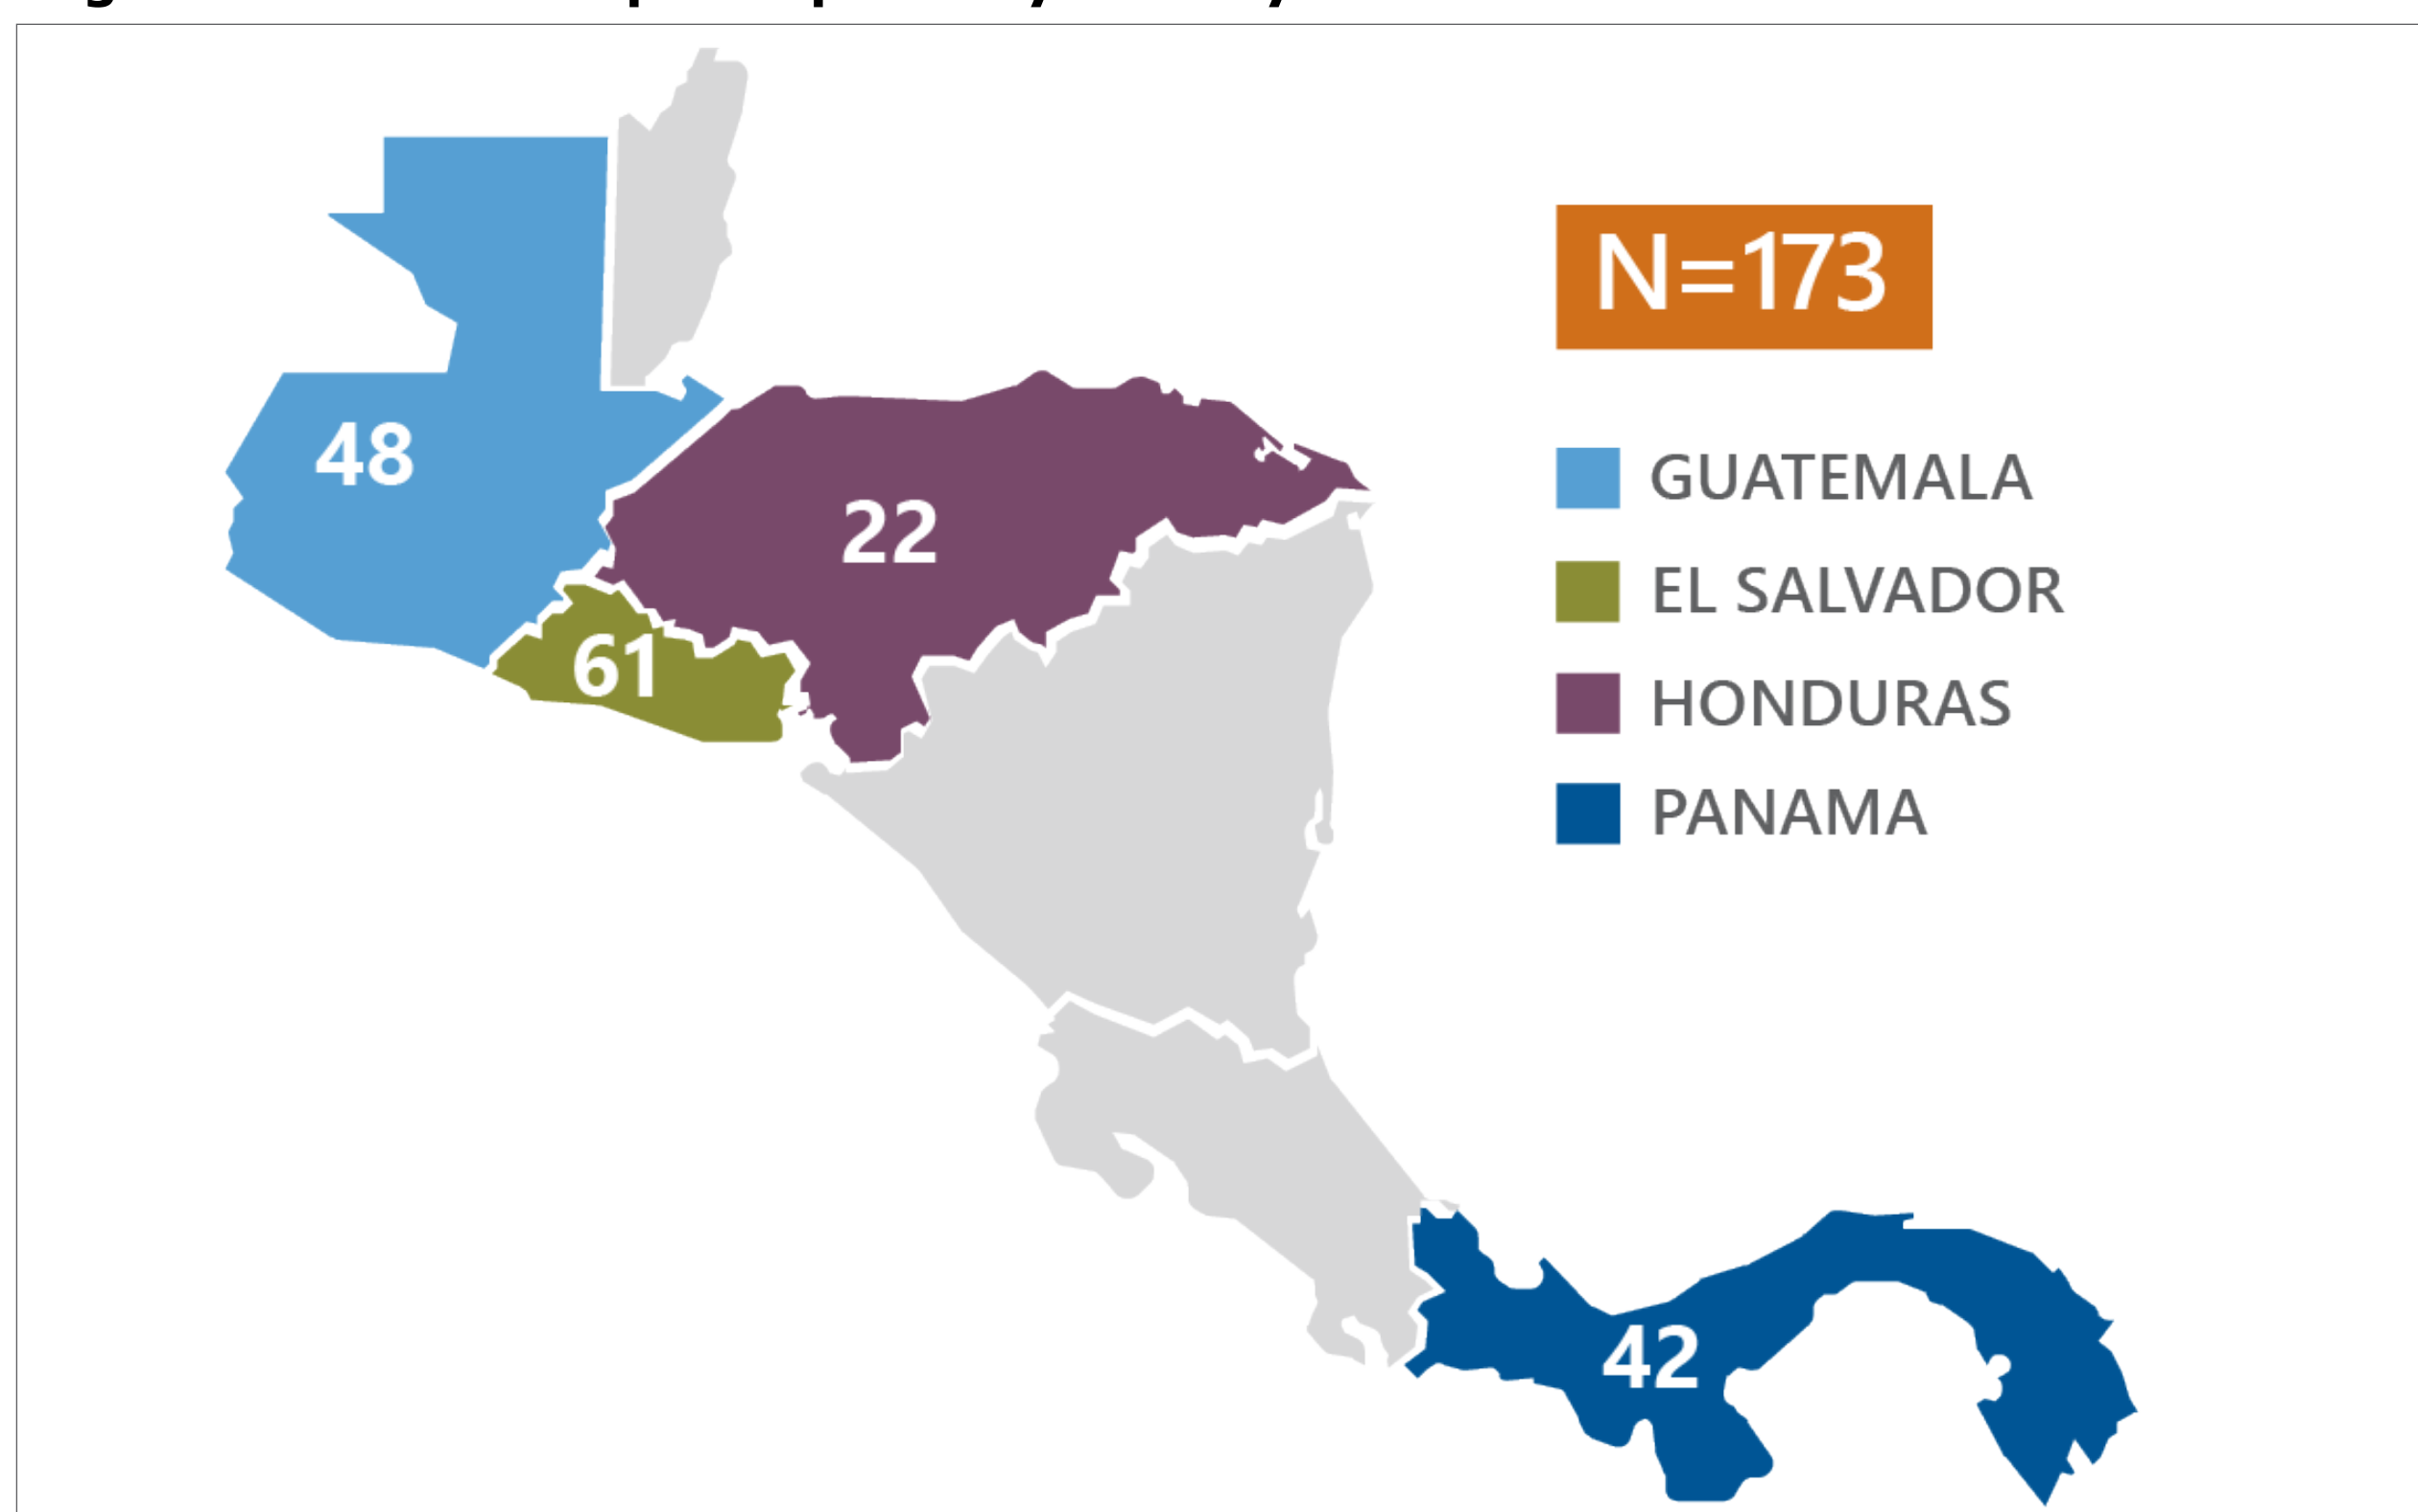 N=173
GUATEMALA
EL SALVADOR
HONDURAS
PANAMA
48
22
61
42